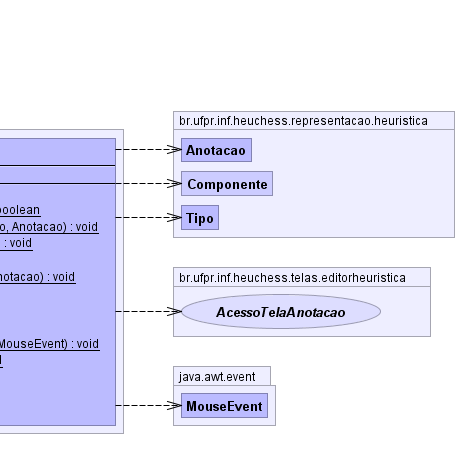 br.ufpr.inf.heuchess.representacao.heuristica
Anotacao
Componente
boolean
Tipo
o, Anotacao) : void
) : void
notacao) : void
br.ufpr.inf.heuchess.telas.editorheuristica
AcessoTelaAnotacao
MouseEvent) : void
java.awt.event
MouseEvent